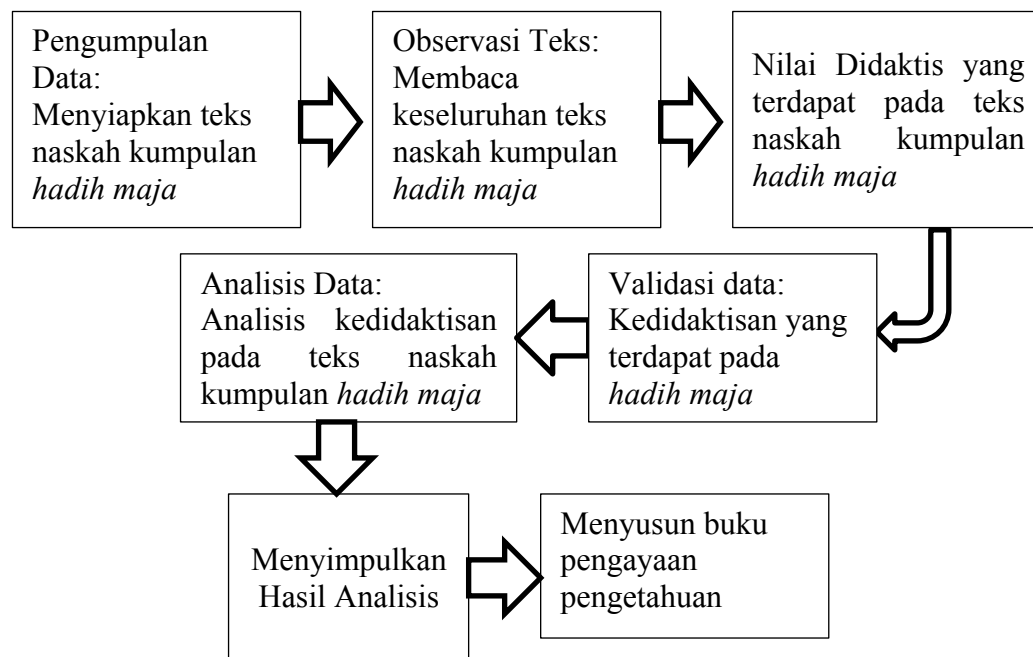 Pengumpulan
Data:
Menyiapkan teks
naskah kumpulan
hadih maja
Observasi Teks:
Membaca
keseluruhan teks
naskah kumpulan
hadih maja
Nilai Didaktis yang
terdapat pada teks
naskah kumpulan
hadih maja
Validasi data:
Kedidaktisan yang
terdapat pada
hadih maja
Analisis Data:
Analisis kedidaktisan
pada teks naskah
kumpulan hadih maja
Menyimpulkan
Hasil Analisis
Menyusun buku
pengayaan
pengetahuan